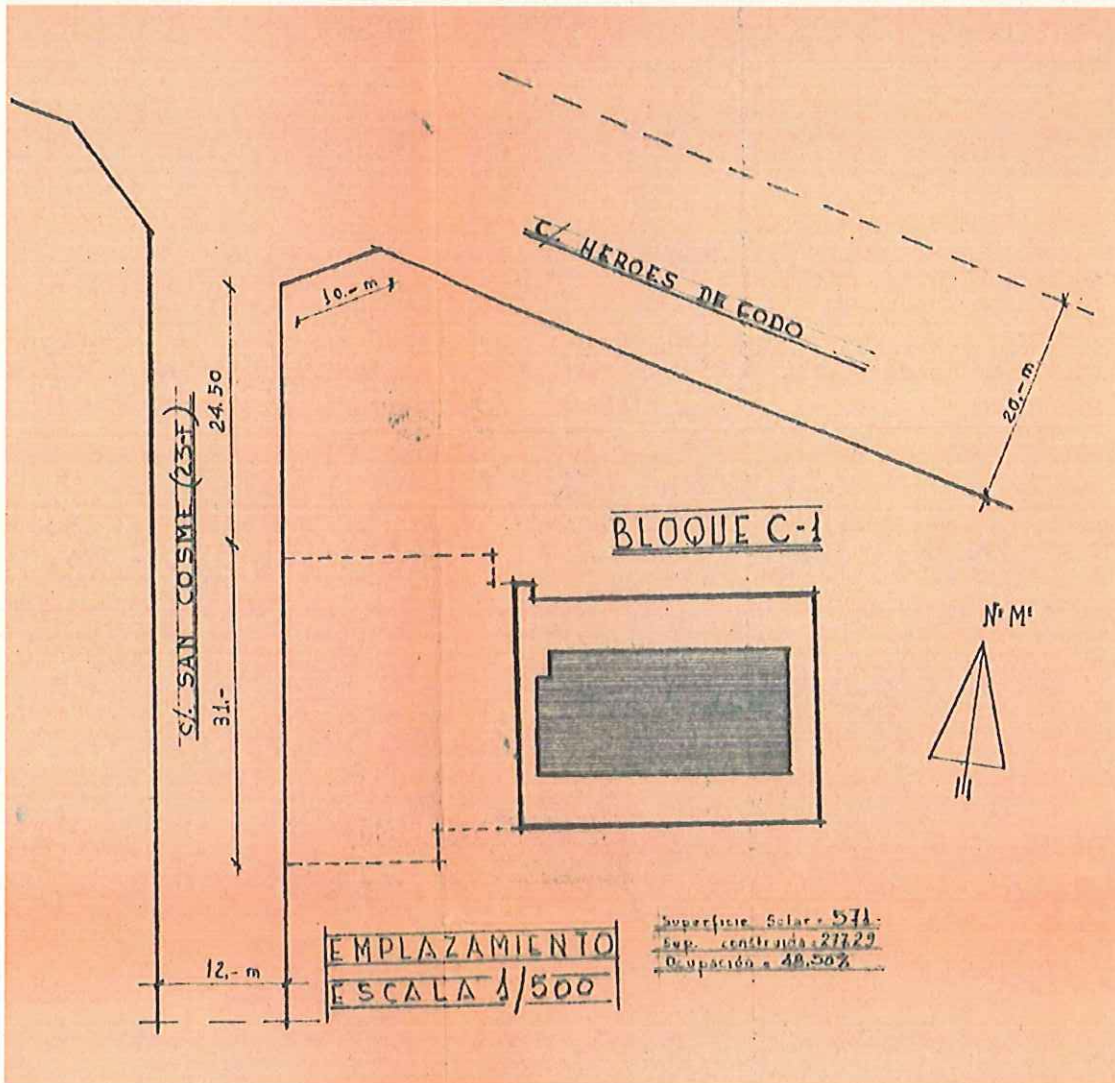 C/. HEROES DE CODO
10.- m
20.- m
24.50
C/. SAN COSME (23-F)
31.-
BLOQUE C-1
Nº Mº
EMPLAZAMIENTO
ESCALA 1/500
12.- m
Superficie Solar = 571.-
Sup. construida = 277.29
Ocupación = 48,50%